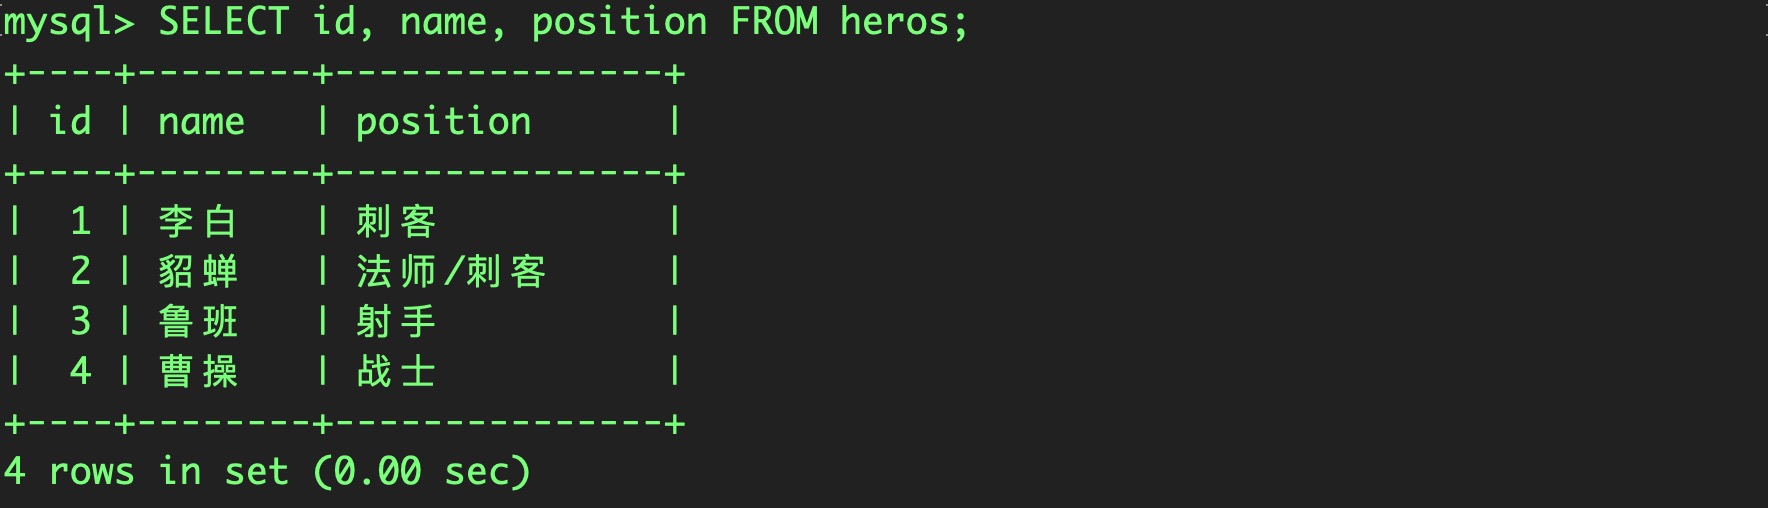 mysql> SELECT id, name, position FROM heros;
+----+--------+---------------+
| id | name   | position      |
+----+--------+---------------+
|  1 | 李白   | 刺客          |
|  2 | 貂蝉   | 法师/刺客     |
|  3 | 鲁班   | 射手          |
|  4 | 曹操   | 战士          |
+----+--------+---------------+
4 rows in set (0.00 sec)